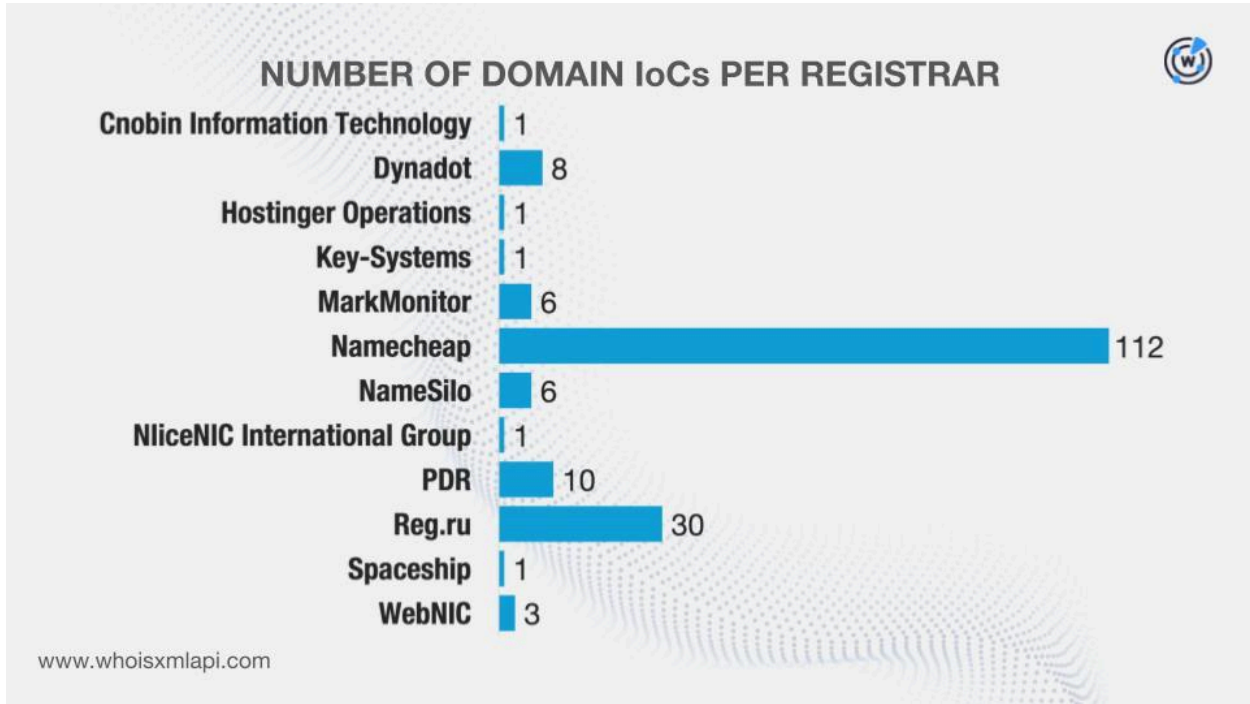 NUMBER OF DOMAIN IoCs PER REGISTRAR
Cnobin Information Technology 1
Dynadot 8
Hostinger Operations 1
Key-Systems 1
MarkMonitor 6
Namecheap 112
NameSilo 6
NliceNIC International Group 1
PDR 10
Reg.ru 30
Spaceship 1
WebNIC 3
www.whoisxmlapi.com
W